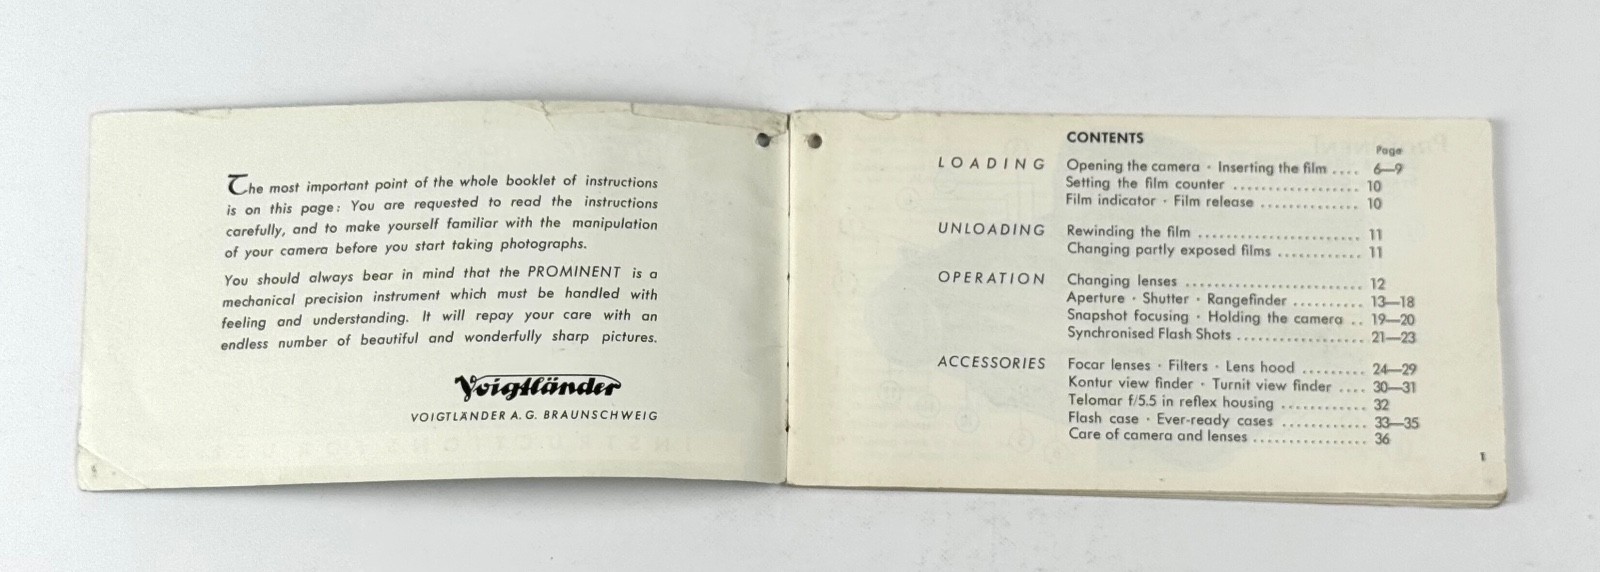 The most important point of the whole booklet of instructions
is on this page: You are requested to read the instructions
carefully, and to make yourself familiar with the manipulation
of your camera before you start taking photographs.
You should always bear in mind that the PROMINENT is a
mechanical precision instrument which must be handled with
feeling and understanding. It will repay your care with an
endless number of beautiful and wonderfully sharp pictures.
Voigtländer
VOIGTLÄNDER A.G. BRAUNSCHWEIG
CONTENTS
Page
LOADING Opening the camera · Inserting the film .... 6—9
Setting the film counter .................. 10
Film indicator · Film release .............. 10
UNLOADING Rewinding the film ....................... 11
Changing partly exposed films ............ 11
OPERATION Changing lenses ......................... 12
Aperture · Shutter · Rangefinder .......... 13—18
Snapshot focusing · Holding the camera .. 19—20
Synchronised Flash Shots .................. 21—23
ACCESSORIES Focar lenses · Filters · Lens hood ......... 24—29
Kontur view finder · Turnit view finder .... 30—31
Telomar f/5.5 in reflex housing ............ 32
Flash case · Ever-ready cases ............ 33—35
Care of camera and lenses ................ 36
1